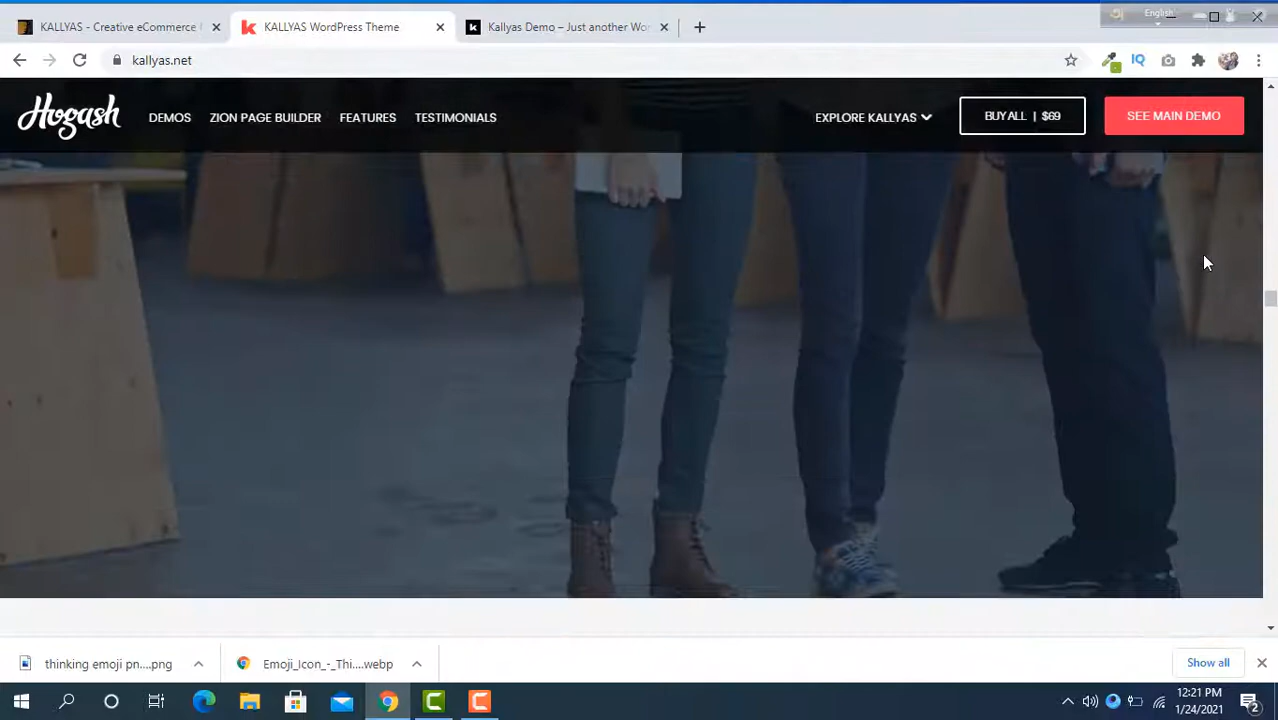 KALLYAS - Creative eCommerce
KALLYAS WordPress Theme
Kallyas Demo – Just another Wo
English
kallyas.net
IQ
Hogash
DEMOS
ZION PAGE BUILDER
FEATURES
TESTIMONIALS
EXPLORE KALLYAS
BUY ALL | $69
SEE MAIN DEMO
thinking emoji pn....png
Emoji_Icon_-_Thi....webp
Show all
12:21 PM
1/24/2021
2